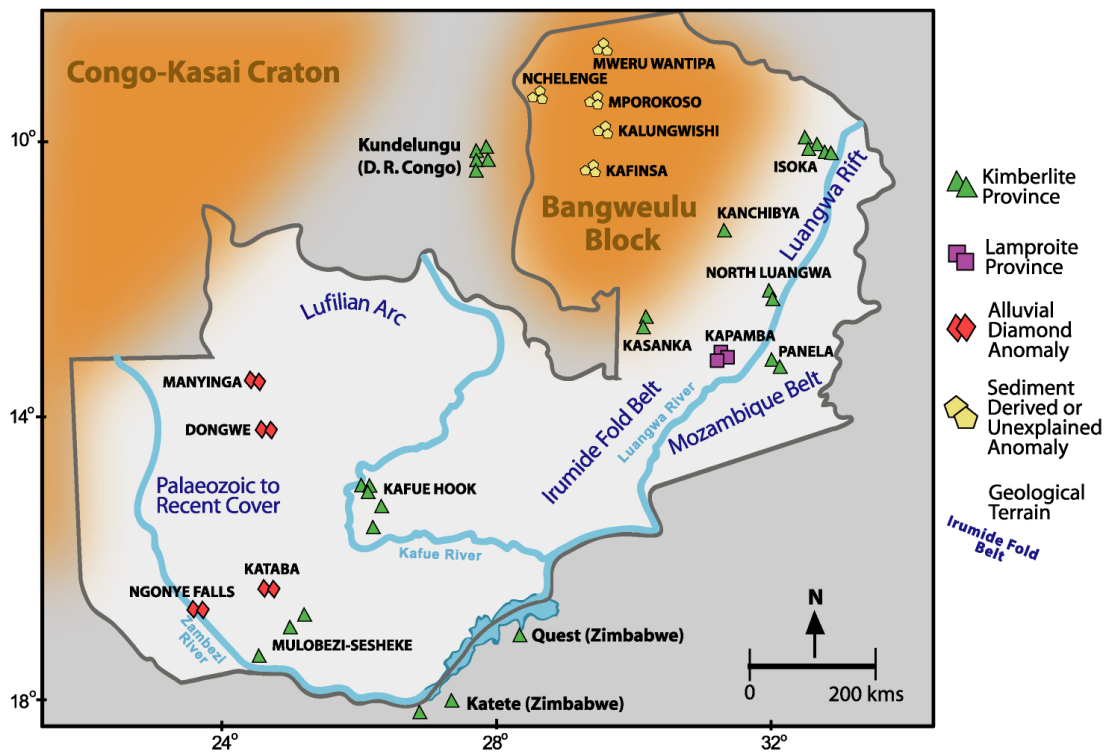 Congo-Kasai Craton
MWERU WANTIPA
NCHELENGE
MPOROKOSO
KALUNGWISHI
KAFINSA
Bangweulu
Block
Kundelungu
(D. R. Congo)
10°
14°
18°
ISOKA
Luangwa Rift
KANCHIBYA
NORTH LUANGWA
KASANKA
KAPAMBA
PANELA
Lufilian Arc
MANYINGA
DONGWE
Palaeozoic to
Recent Cover
Irumide Fold Belt
Luangwa River
Mozambique Belt
KAFUE HOOK
Kafue River
KATABA
NGONYE FALLS
Zambezi
River
MULOBEZI-SESHEKE
Quest (Zimbabwe)
Katete (Zimbabwe)
N
0
200 kms
24°
28°
32°
Kimberlite
Province
Lamproite
Province
Alluvial
Diamond
Anomaly
Sediment
Derived or
Unexplained
Anomaly
Geological
Terrain
Irumide Fold
Belt